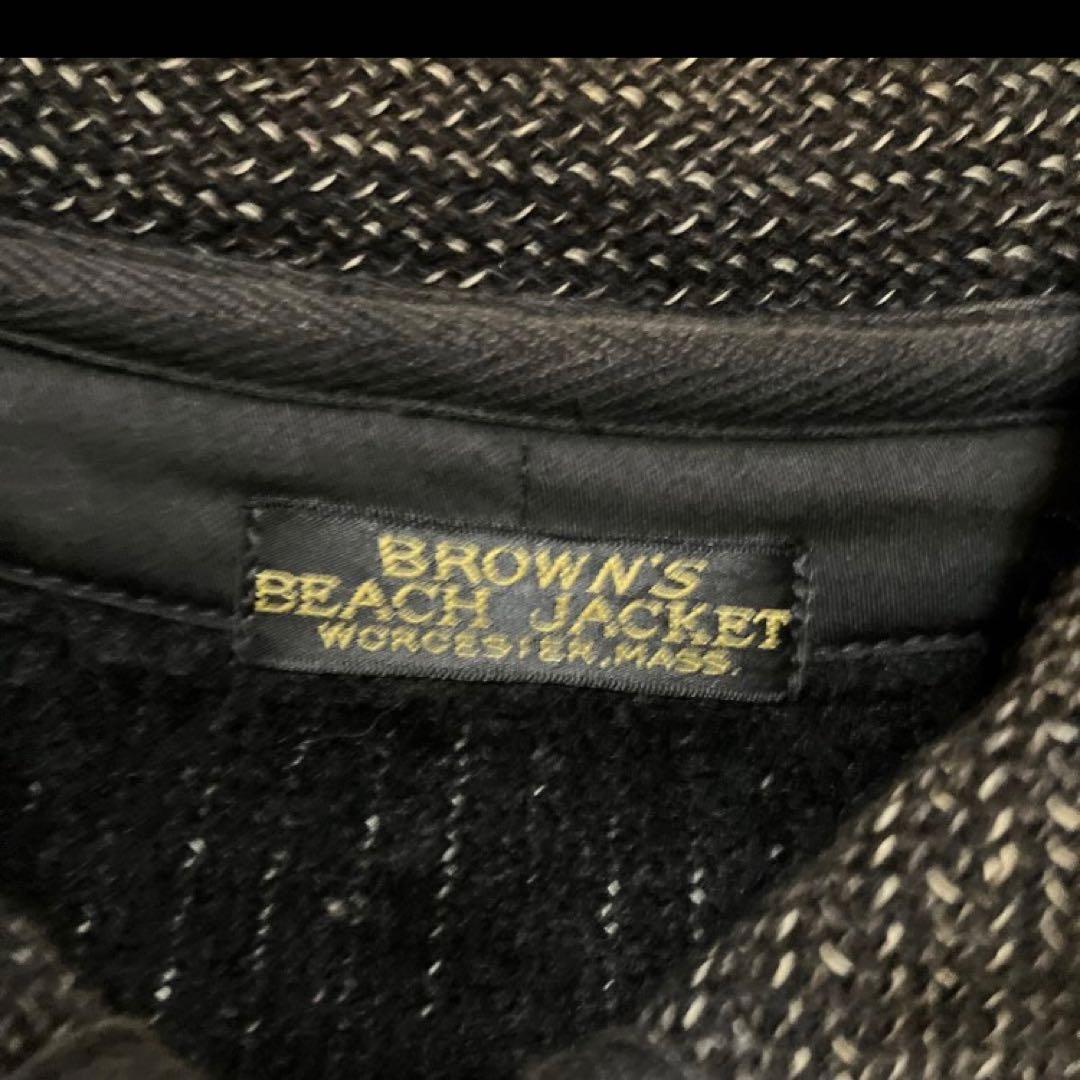 BROWN'S
BEACH JACKET
WORCESTER, MASS.